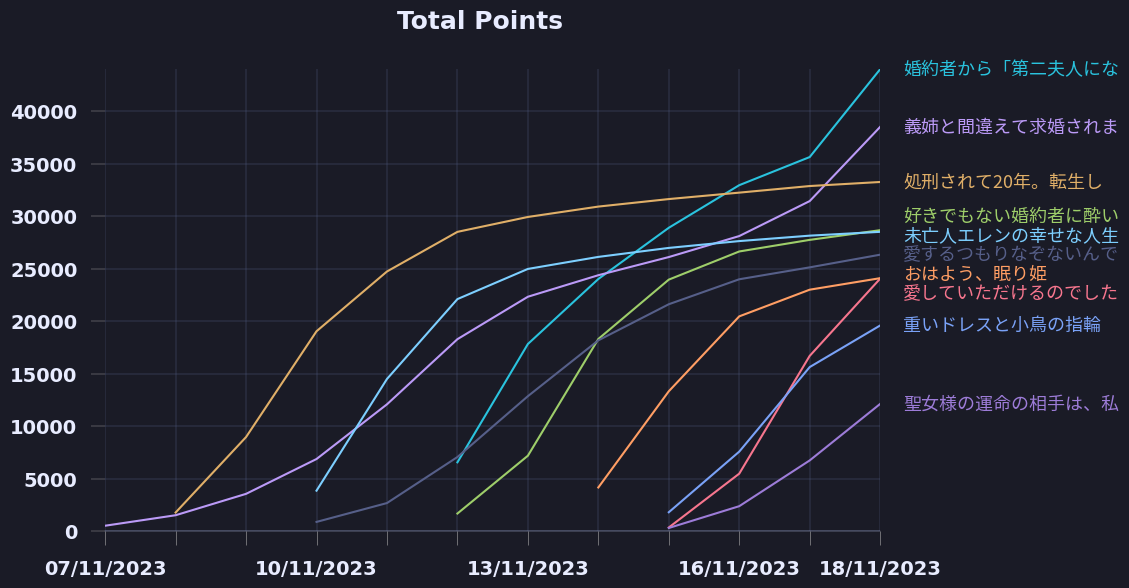 Total Points
婚約者から「第二夫人にな
40000
義姉と間違えて求婚されま
35000
処刑されて20年。転生し
30000
好きでもない婚約者に酔い
未亡人エレンの幸せな人生
25000
愛するつもりなぞないんで
おはよう、眠り姫
愛していただけるのでした
20000
重いドレスと小鳥の指輪
15000
聖女様の運命の相手は、私
10000
5000
0
07/11/2023 10/11/2023 13/11/2023 16/11/2023 18/11/2023